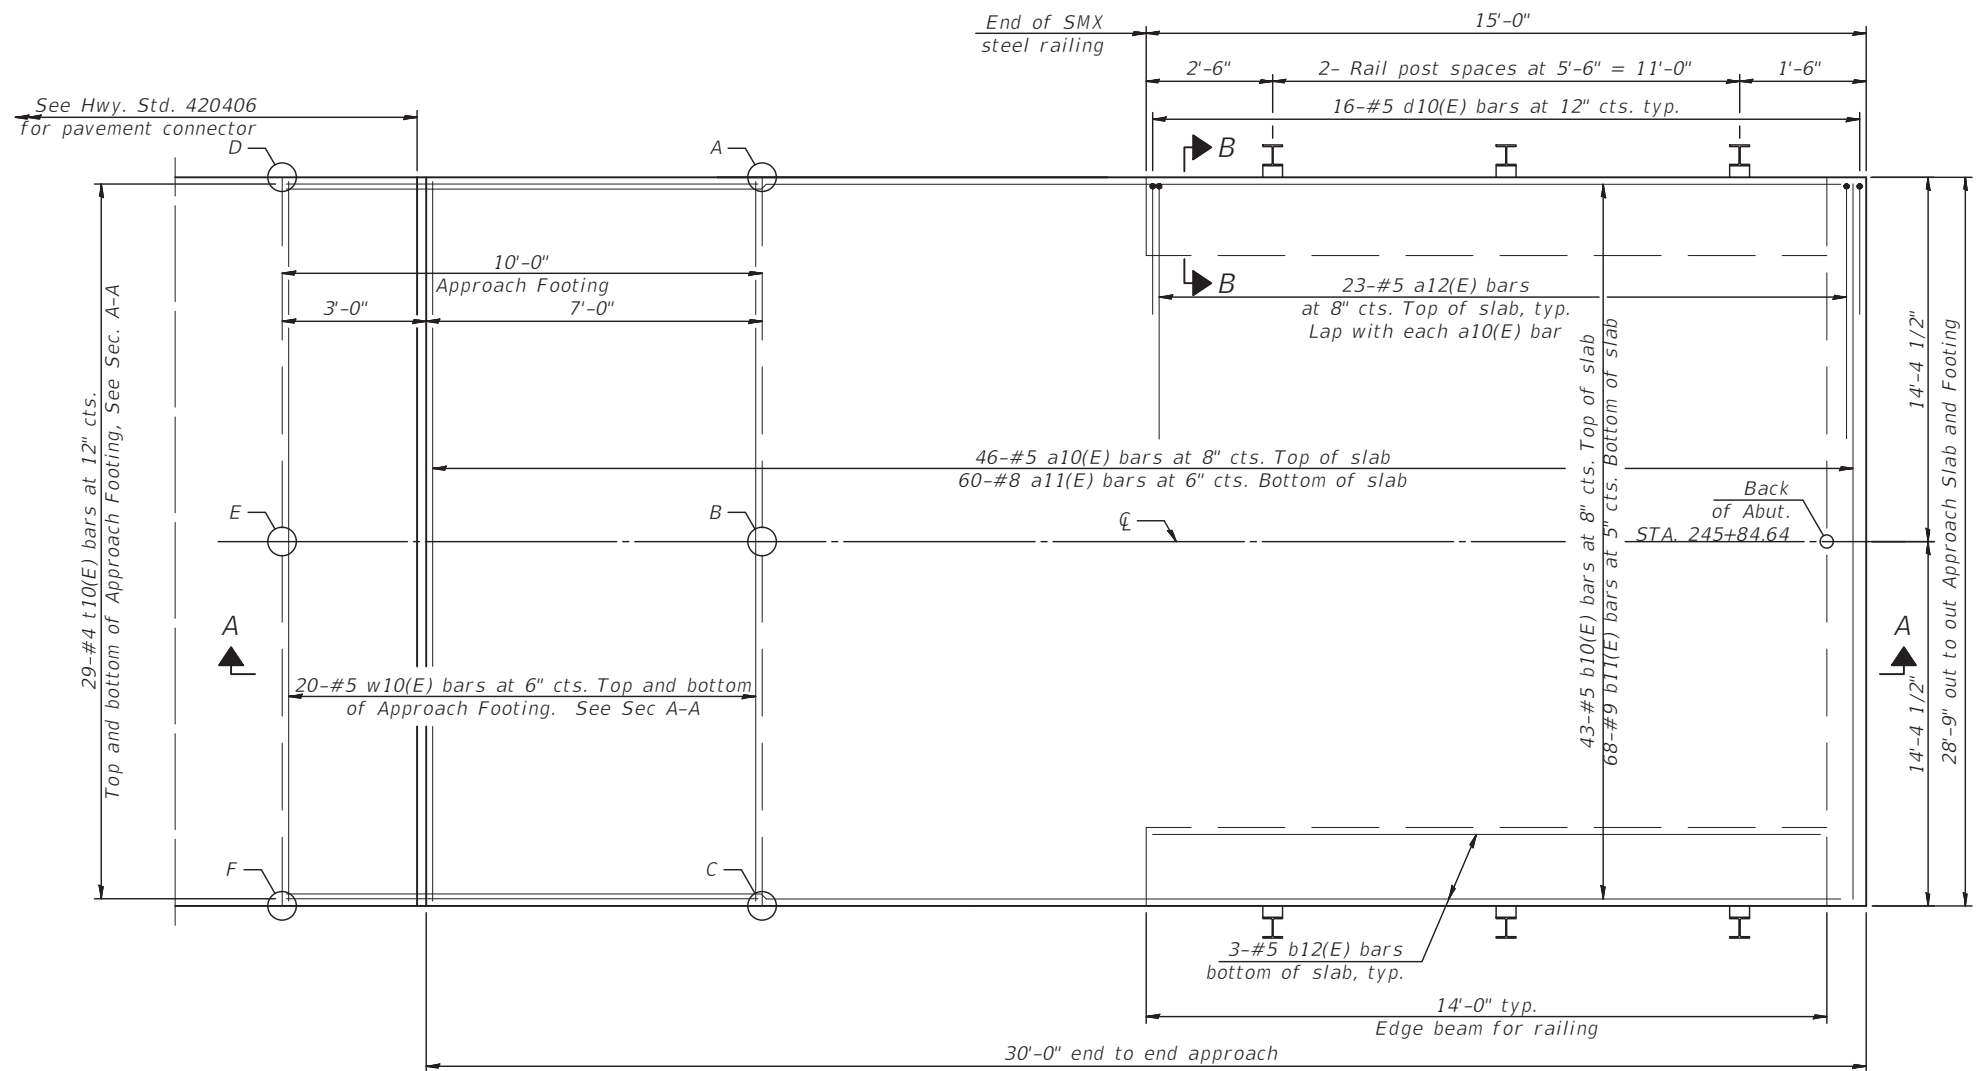 End of SMX
steel railing
15'-0"
2'-6"
2- Rail post spaces at 5'-6" = 11'-0"
1'-6"
See Hwy. Std. 420406
for pavement connector
16-#5 d10(E) bars at 12" cts. typ.
D
A
B
10'-0"
Approach Footing
3'-0"
7'-0"
B
23-#5 a12(E) bars
at 8" cts. Top of slab, typ.
Lap with each a10(E) bar
29-#4 t10(E) bars at 12" cts.
Top and bottom of Approach Footing, See Sec. A-A
43-#5 b10(E) bars at 8" cts. Top of slab
68-#9 b11(E) bars at 5" cts. Bottom of slab
14'-4 1/2"
28'-9" out to out Approach Slab and Footing
46-#5 a10(E) bars at 8" cts. Top of slab
60-#8 a11(E) bars at 6" cts. Bottom of slab
E
B
℄
Back
of Abut.
STA. 245+84.64
A
A
20-#5 w10(E) bars at 6" cts. Top and bottom
of Approach Footing. See Sec A-A
14'-4 1/2"
F
C
3-#5 b12(E) bars
bottom of slab, typ.
14'-0" typ.
Edge beam for railing
30'-0" end to end approach